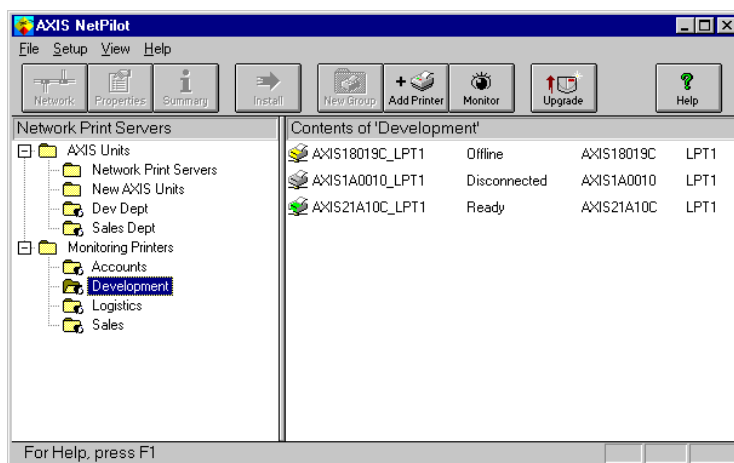 AXIS NetPilot
File Setup View Help
Network Properties Summary Install New Group Add Printer Monitor Upgrade Help
Network Print Servers
Contents of 'Development'
AXIS Units
Network Print Servers
New AXIS Units
Dev Dept
Sales Dept
Monitoring Printers
Accounts
Development
Logistics
Sales
AXIS18019C_LPT1 Offline AXIS18019C LPT1
AXIS1A0010_LPT1 Disconnected AXIS1A0010 LPT1
AXIS21A10C_LPT1 Ready AXIS21A10C LPT1
For Help, press F1